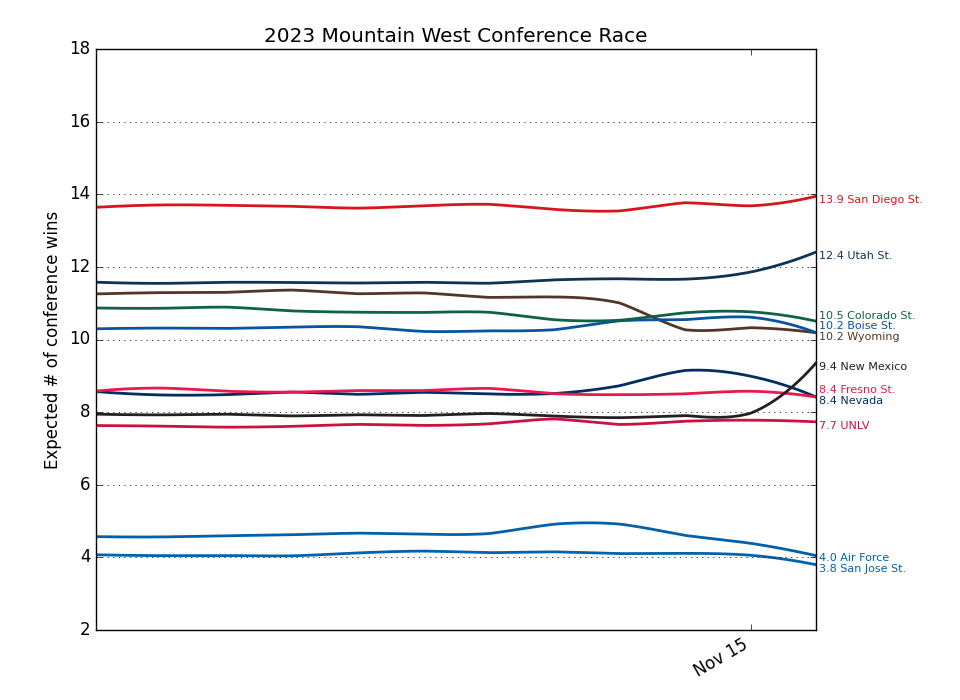 2023 Mountain West Conference Race
Expected # of conference wins
18
16
14
12
10
8
6
4
2
13.9 San Diego St.
12.4 Utah St.
10.5 Colorado St.
10.2 Boise St.
10.2 Wyoming
9.4 New Mexico
8.4 Fresno St.
8.4 Nevada
7.7 UNLV
4.0 Air Force
3.8 San Jose St.
Nov 15